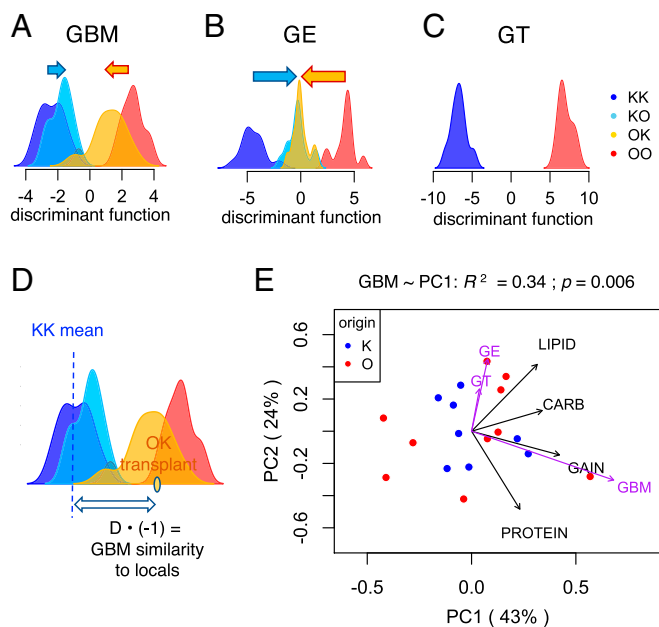 A
GBM
-4 -2 0 2 4
discriminant function
B
GE
-5 0 5
discriminant function
C
GT
-10 -5 0 5 10
discriminant function
KK
KO
OK
OO
D
KK mean
OK
transplant
D • (-1) =
GBM similarity
to locals
E
GBM ~ PC1: R² = 0.34 ; p = 0.006
origin
K
O
LIPID
GE
GT
CARB
GAIN
GBM
PROTEIN
0.6
0.2
-0.2
-0.6
PC2 ( 24% )
-0.5 0.0 0.5
PC1 ( 43% )